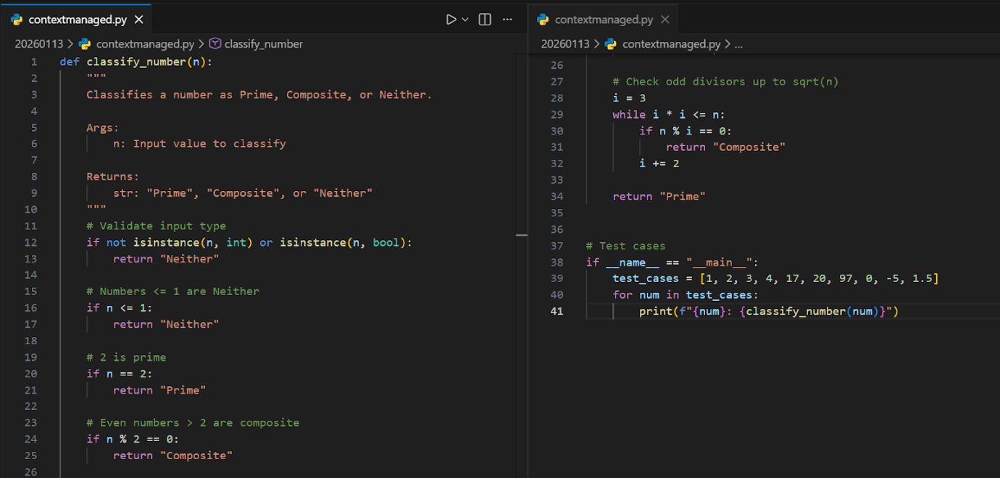 contextmanaged.py
20260113 > contextmanaged.py > classify_number
1 def classify_number(n):
2     """
3     Classifies a number as Prime, Composite, or Neither.
4
5     Args:
6         n: Input value to classify
7
8     Returns:
9         str: "Prime", "Composite", or "Neither"
10     """
11     # Validate input type
12     if not isinstance(n, int) or isinstance(n, bool):
13         return "Neither"
14
15     # Numbers <= 1 are Neither
16     if n <= 1:
17         return "Neither"
18
19     # 2 is prime
20     if n == 2:
21         return "Prime"
22
23     # Even numbers > 2 are composite
24     if n % 2 == 0:
25         return "Composite"
26
contextmanaged.py
20260113 > contextmanaged.py > ...
26
27     # Check odd divisors up to sqrt(n)
28     i = 3
29     while i * i <= n:
30         if n % i == 0:
31             return "Composite"
32         i += 2
33
34     return "Prime"
35
36
37 # Test cases
38 if __name__ == "__main__":
39     test_cases = [1, 2, 3, 4, 17, 20, 97, 0, -5, 1.5]
40     for num in test_cases:
41         print(f"{num}: {classify_number(num)}")